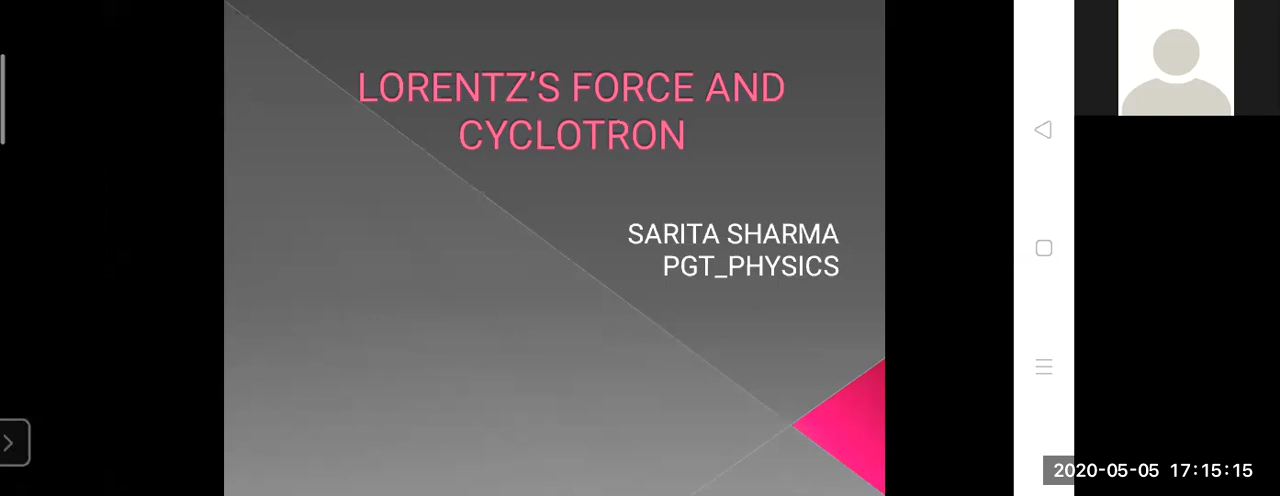 LORENTZ’S FORCE AND
CYCLOTRON
SARITA SHARMA
PGT_PHYSICS
2020-05-05 17:15:15